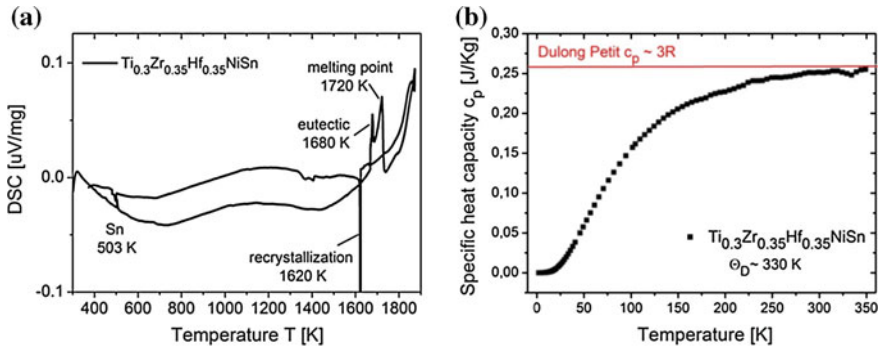 (a)
0.1
0.0
-0.1
DSC [uV/mg]
Ti0.3Zr0.35Hf0.35NiSn
melting point
1720 K
eutectic
1680 K
Sn
503 K
recrystallization
1620 K
400 600 800 1000 1200 1400 1600 1800
Temperature T [K]
(b)
0,30
0,25
0,20
0,15
0,10
0,05
0,00
Specific heat capacity cp [J/Kg]
Dulong Petit cp ~ 3R
Ti0.3Zr0.35Hf0.35NiSn
ΘD~ 330 K
0 50 100 150 200 250 300 350
Temperature [K]